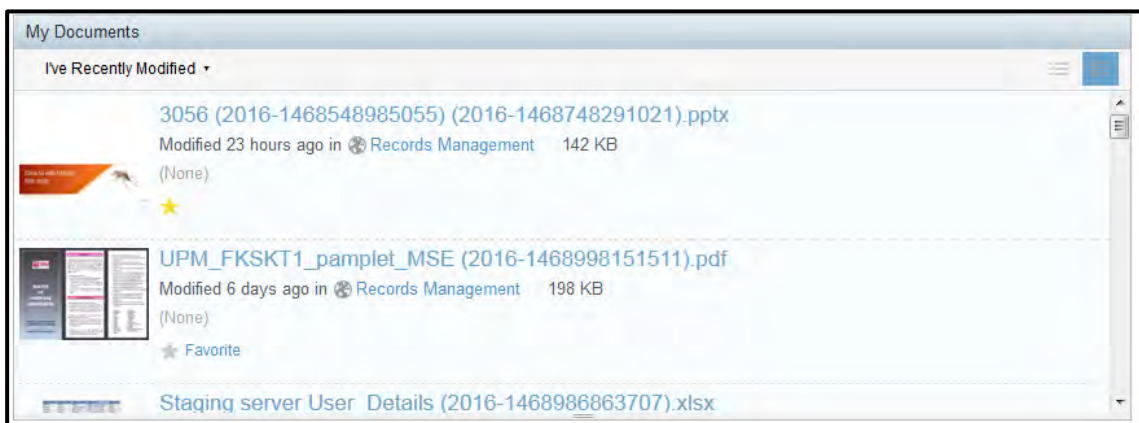 My Documents
I've Recently Modified
3056 (2016-1468548985055) (2016-1468748291021).pptx
Modified 23 hours ago in Records Management 142 KB
(None)
UPM_FKSKT1_pamplet_MSE (2016-1468998151511).pdf
Modified 6 days ago in Records Management 198 KB
(None)
Favorite
Staging server User_Details (2016-1468986863707).xlsx